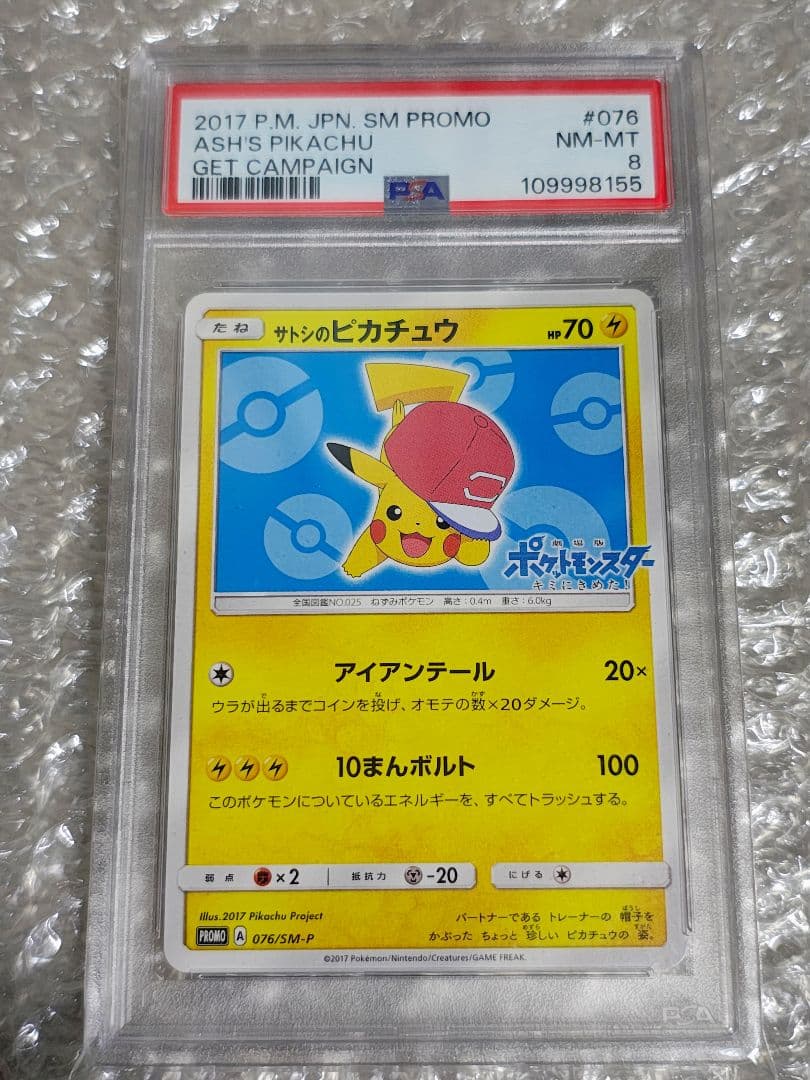 2017 P.M. JPN. SM PROMO #076
ASH'S PIKACHU NM-MT
GET CAMPAIGN 8
PSA 109998155
たね サトシのピカチュウ HP70
劇場版
ポケットモンスター
キミにきめた!
全国図鑑NO.025 ねずみポケモン 高さ:0.4m 重さ:6.0kg
アイアンテール 20×
ウラが出るまでコインを投げ、オモテの数×20ダメージ。
10まんボルト 100
このポケモンについているエネルギーを、すべてトラッシュする。
弱点 ×2 抵抗力 -20 にげる
Illus.2017 Pikachu Project
パートナーである トレーナーの 帽子を
PROMO A 076/SM-P かぶった ちょっと 珍しい ピカチュウの 姿。
©2017 Pokémon/Nintendo/Creatures/GAME FREAK.
PSA